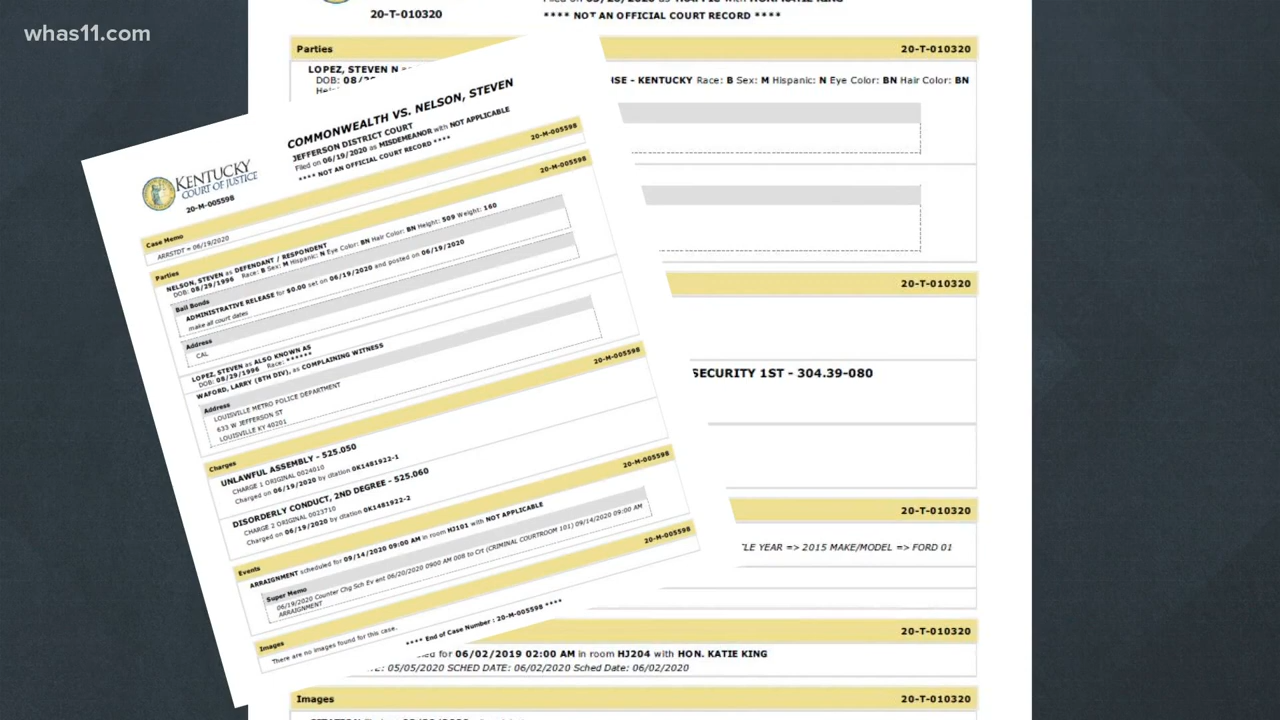 whas11.com
20-T-010320
**** NOT AN OFFICIAL COURT RECORD ****
Parties 20-T-010320
LOPEZ, STEVEN N
DOB: 08/2
- KENTUCKY Race: B Sex: M Hispanic: N Eye Color: BN Hair Color: BN
20-T-010320
SECURITY 1ST - 304.39-080
20-T-010320
YEAR => 2015 MAKE/MODEL => FORD 01
20-T-010320
for 06/02/2019 02:00 AM in room HJ204 with HON. KATIE KING
05/05/2020 SCHED DATE: 06/02/2020 Sched Date: 06/02/2020
Images 20-T-010320
KENTUCKY
COURT OF JUSTICE
20-M-005598
COMMONWEALTH VS. NELSON, STEVEN
JEFFERSON DISTRICT COURT
Filed on 06/19/2020 as MISDEMEANOR with NOT APPLICABLE
**** NOT AN OFFICIAL COURT RECORD ****
Case Memo 20-M-005598
ARRSTDT = 06/19/2020
Parties 20-M-005598
NELSON, STEVEN as DEFENDANT / RESPONDENT
DOB: 08/29/1996 Race: B Sex: M Hispanic: N Eye Color: BN Hair Color: BN Height: 509 Weight: 160
Bail Bonds
ADMINISTRATIVE RELEASE for $0.00 set on 06/19/2020 and posted on 06/19/2020
make all court dates
Address
CAL
LOPEZ, STEVEN as ALSO KNOWN AS
DOB: 08/29/1996 Race: ******
WAFORD, LARRY (8TH DIV), as COMPLAINING WITNESS
Address
LOUISVILLE METRO POLICE DEPARTMENT
633 W JEFFERSON ST
LOUISVILLE KY 40201
Charges 20-M-005598
UNLAWFUL ASSEMBLY - 525.050
CHARGE 1 ORIGINAL 0024010
Charged on 06/19/2020 by citation 0K1481922-1
DISORDERLY CONDUCT, 2ND DEGREE - 525.060
CHARGE 2 ORIGINAL 0023710
Charged on 06/19/2020 by citation 0K1481922-2
Events 20-M-005598
ARRAIGNMENT scheduled for 09/14/2020 09:00 AM in room HJ101 with NOT APPLICABLE
Super Memo
06/19/2020 Counter Chg Sch Ev ent 06/20/2020 0900 AM 008 to Crt (CRIMINAL COURTROOM 101) 09/14/2020 09:00 AM
ARRAIGNMENT
Images 20-M-005598
There are no images found for this case.
**** End of Case Number : 20-M-005598 ****